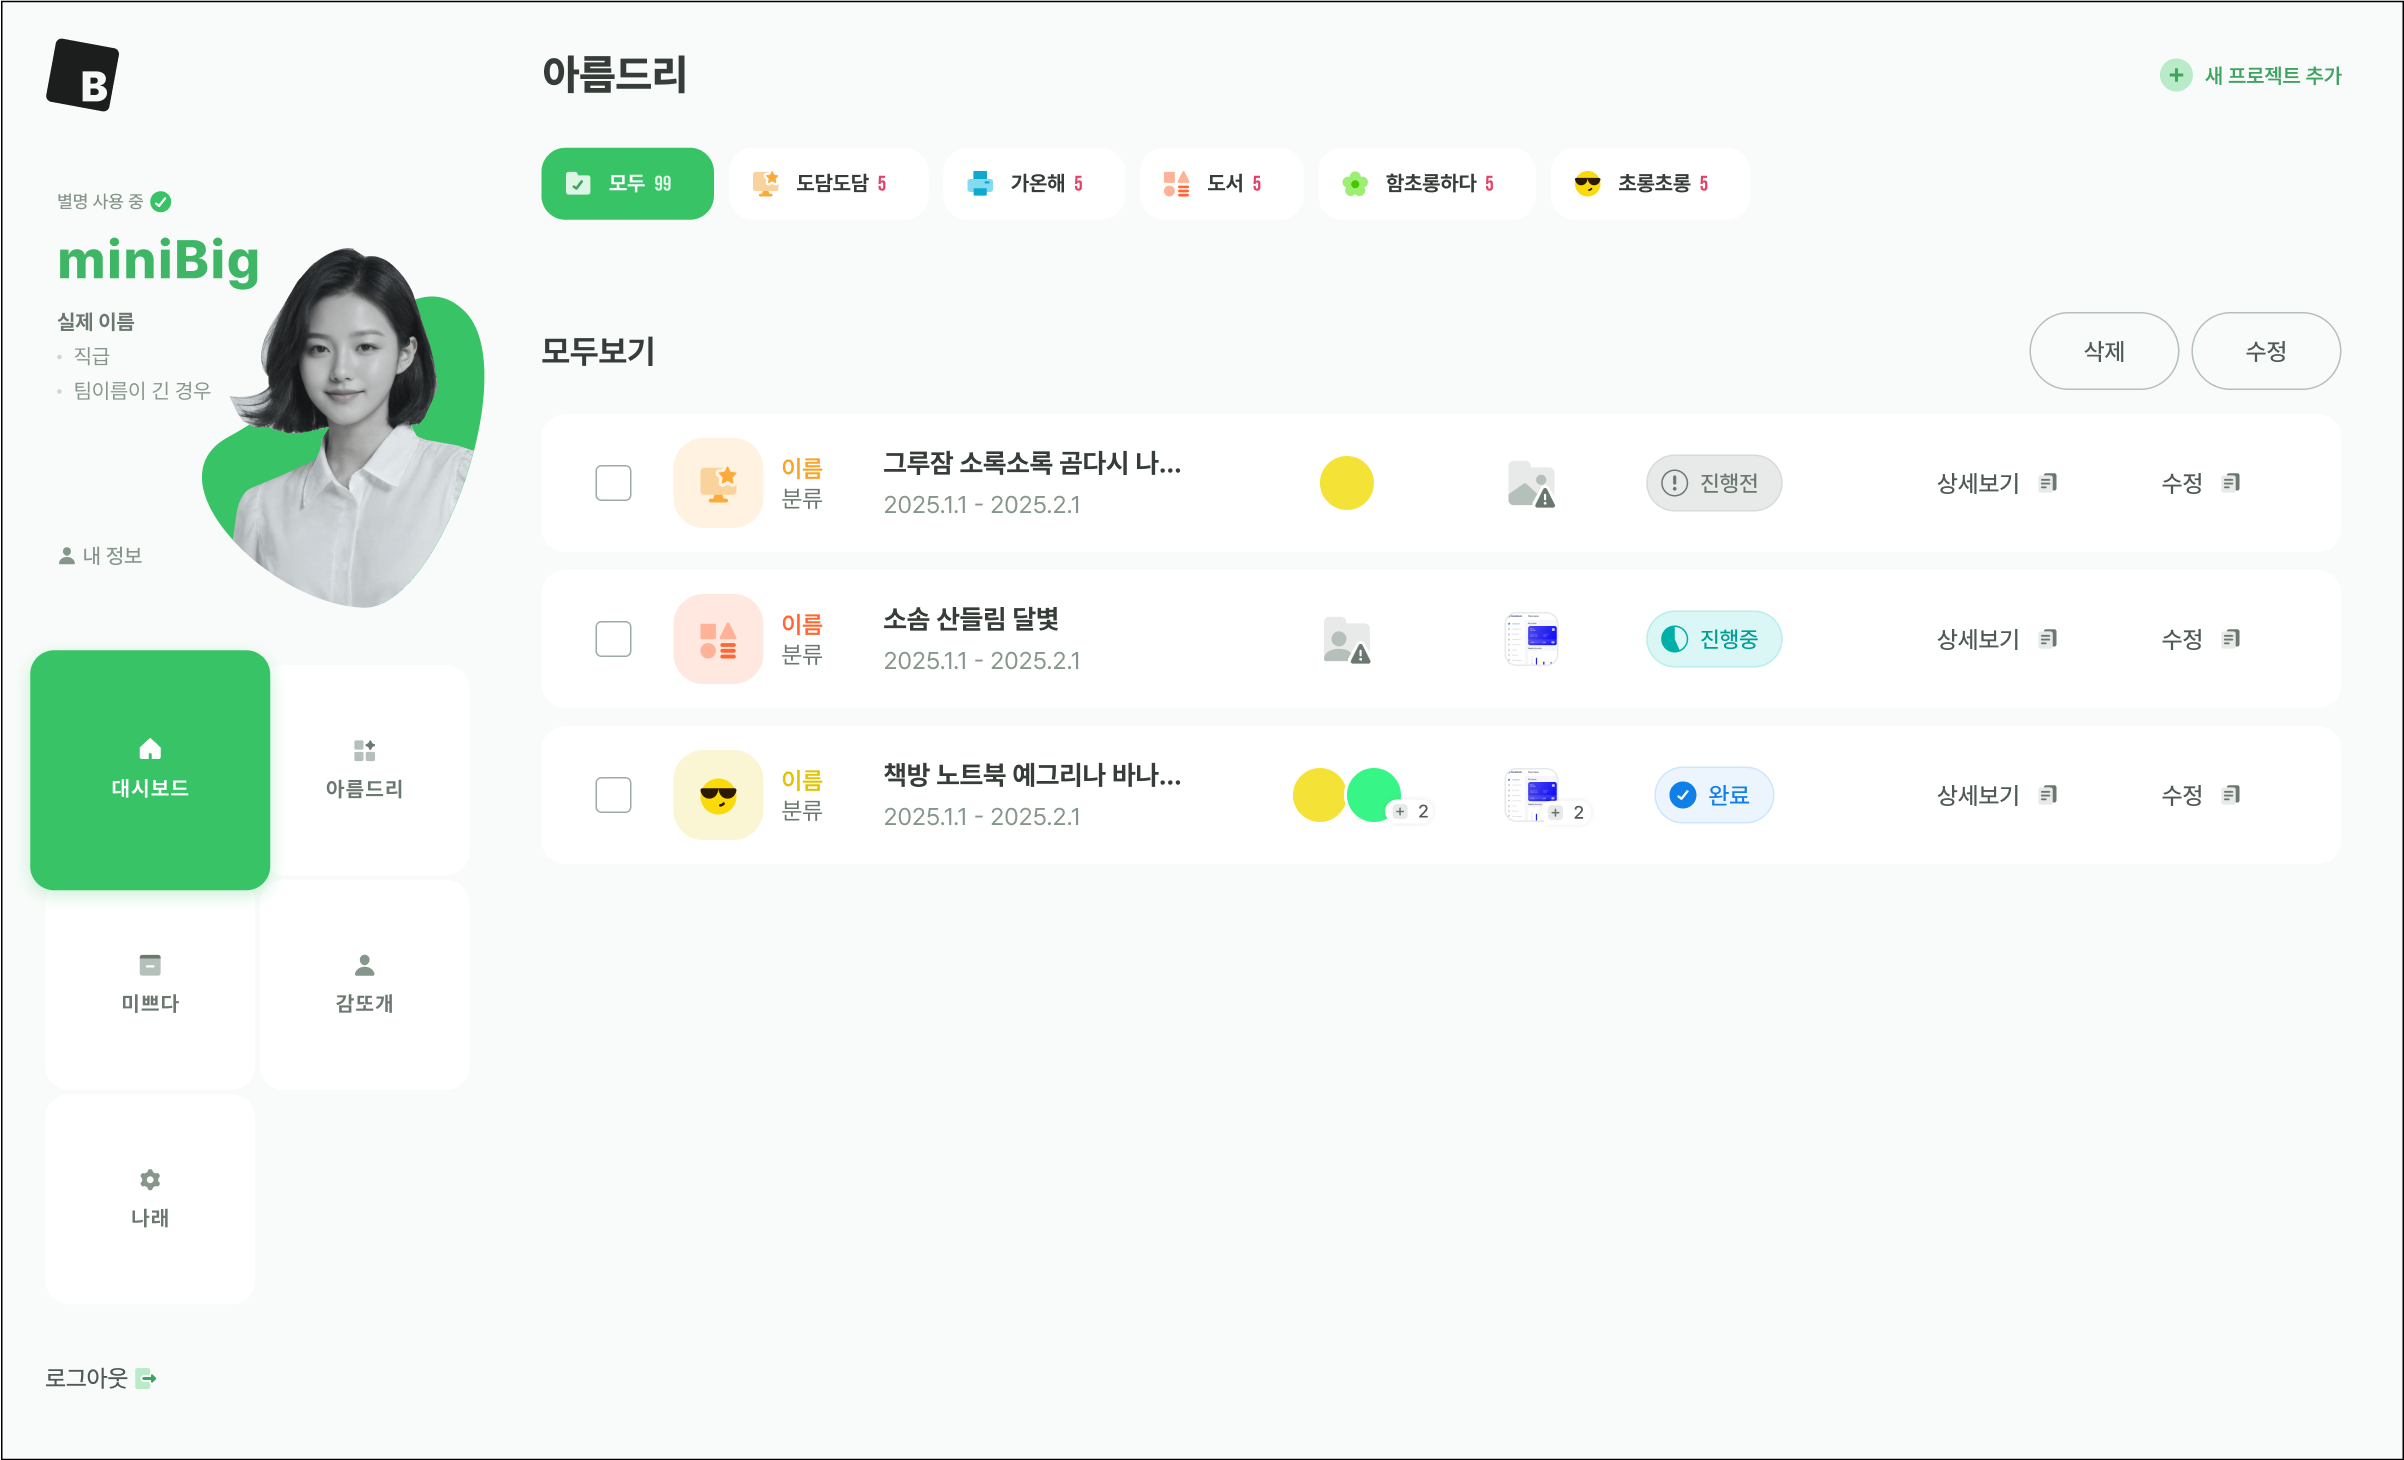 B
별명 사용 중
miniBig
실제 이름
직급
팀이름이 긴 경우
내 정보
대시보드
아름드리
미쁘다
감또개
나래
로그아웃
아름드리
새 프로젝트 추가
모두 99
도담도담 5
가온해 5
도서 5
함초롱하다 5
초롱초롱 5
모두보기
삭제
수정
이름
분류
그루잠 소록소록 곰다시 나...
2025.1.1 - 2025.2.1
진행전
상세보기
수정
이름
분류
소솜 산들림 달볓
2025.1.1 - 2025.2.1
진행중
상세보기
수정
이름
분류
책방 노트북 예그리나 바나...
2025.1.1 - 2025.2.1
+ 2
+ 2
완료
상세보기
수정